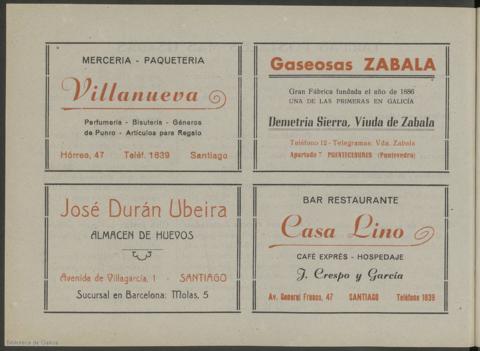 MERCERIA - PAQUETERIA
Villanueva
Perfumería - Bisutería - Géneros
de Punto - Artículos para Regalo
Hórreo, 47 Teléf. 1639 Santiago
Gaseosas ZABALA
Gran Fábrica fundada el año de 1886
UNA DE LAS PRIMERAS EN GALICIA
Demetria Sierra, Viuda de Zabala
Teléfono 12 - Telegramas: Vda. Zabala
Apartado 7 PUENTECESURES (Pontevedra)
José Durán Ubeira
ALMACEN DE HUEVOS
Avenida de Villagarcía, 1 - SANTIAGO
Sucursal en Barcelona: Molas, 5
BAR RESTAURANTE
Casa Lino
CAFÉ EXPRÉS - HOSPEDAJE
J. Crespo y García
Av. General Franco, 47 SANTIAGO Teléfono 1639
Biblioteca de Galicia